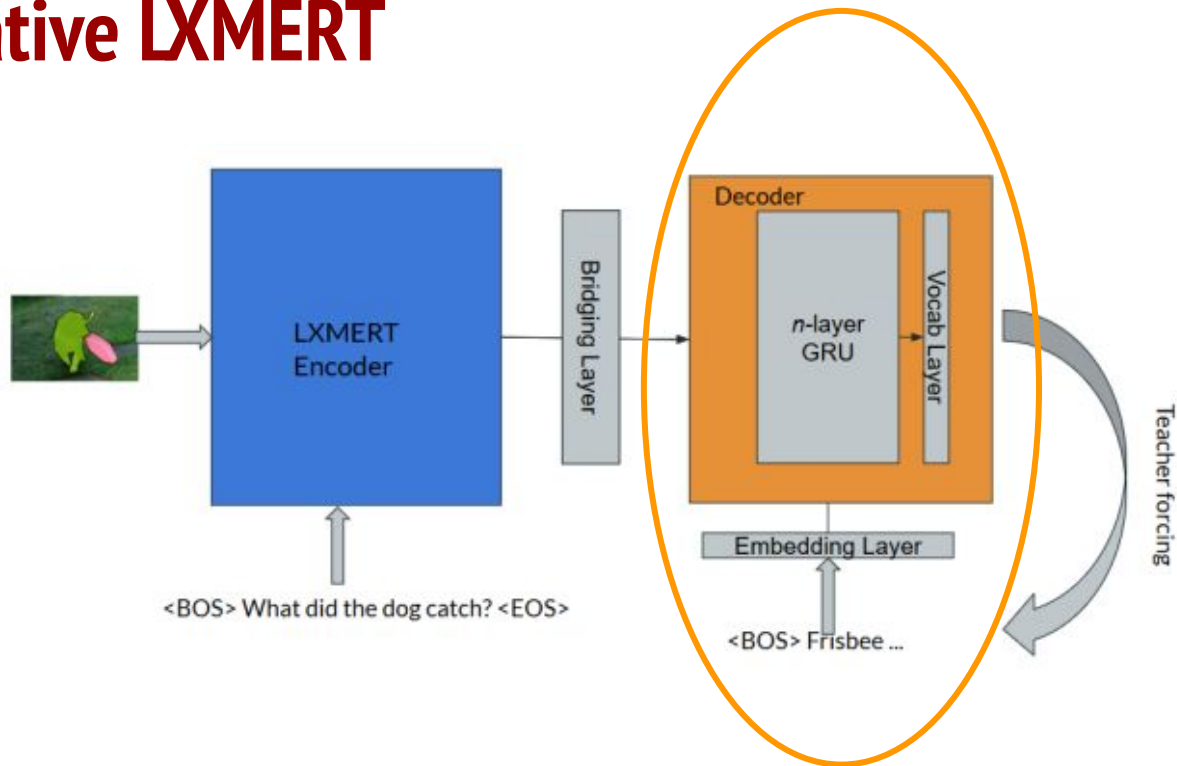 ative LXMERT
Decoder
Bridging Layer
n-layer
GRU
Vocab Layer
LXMERT
Encoder
Teacher forcing
Embedding Layer
<BOS> What did the dog catch? <EOS>
<BOS> Frisbee ...